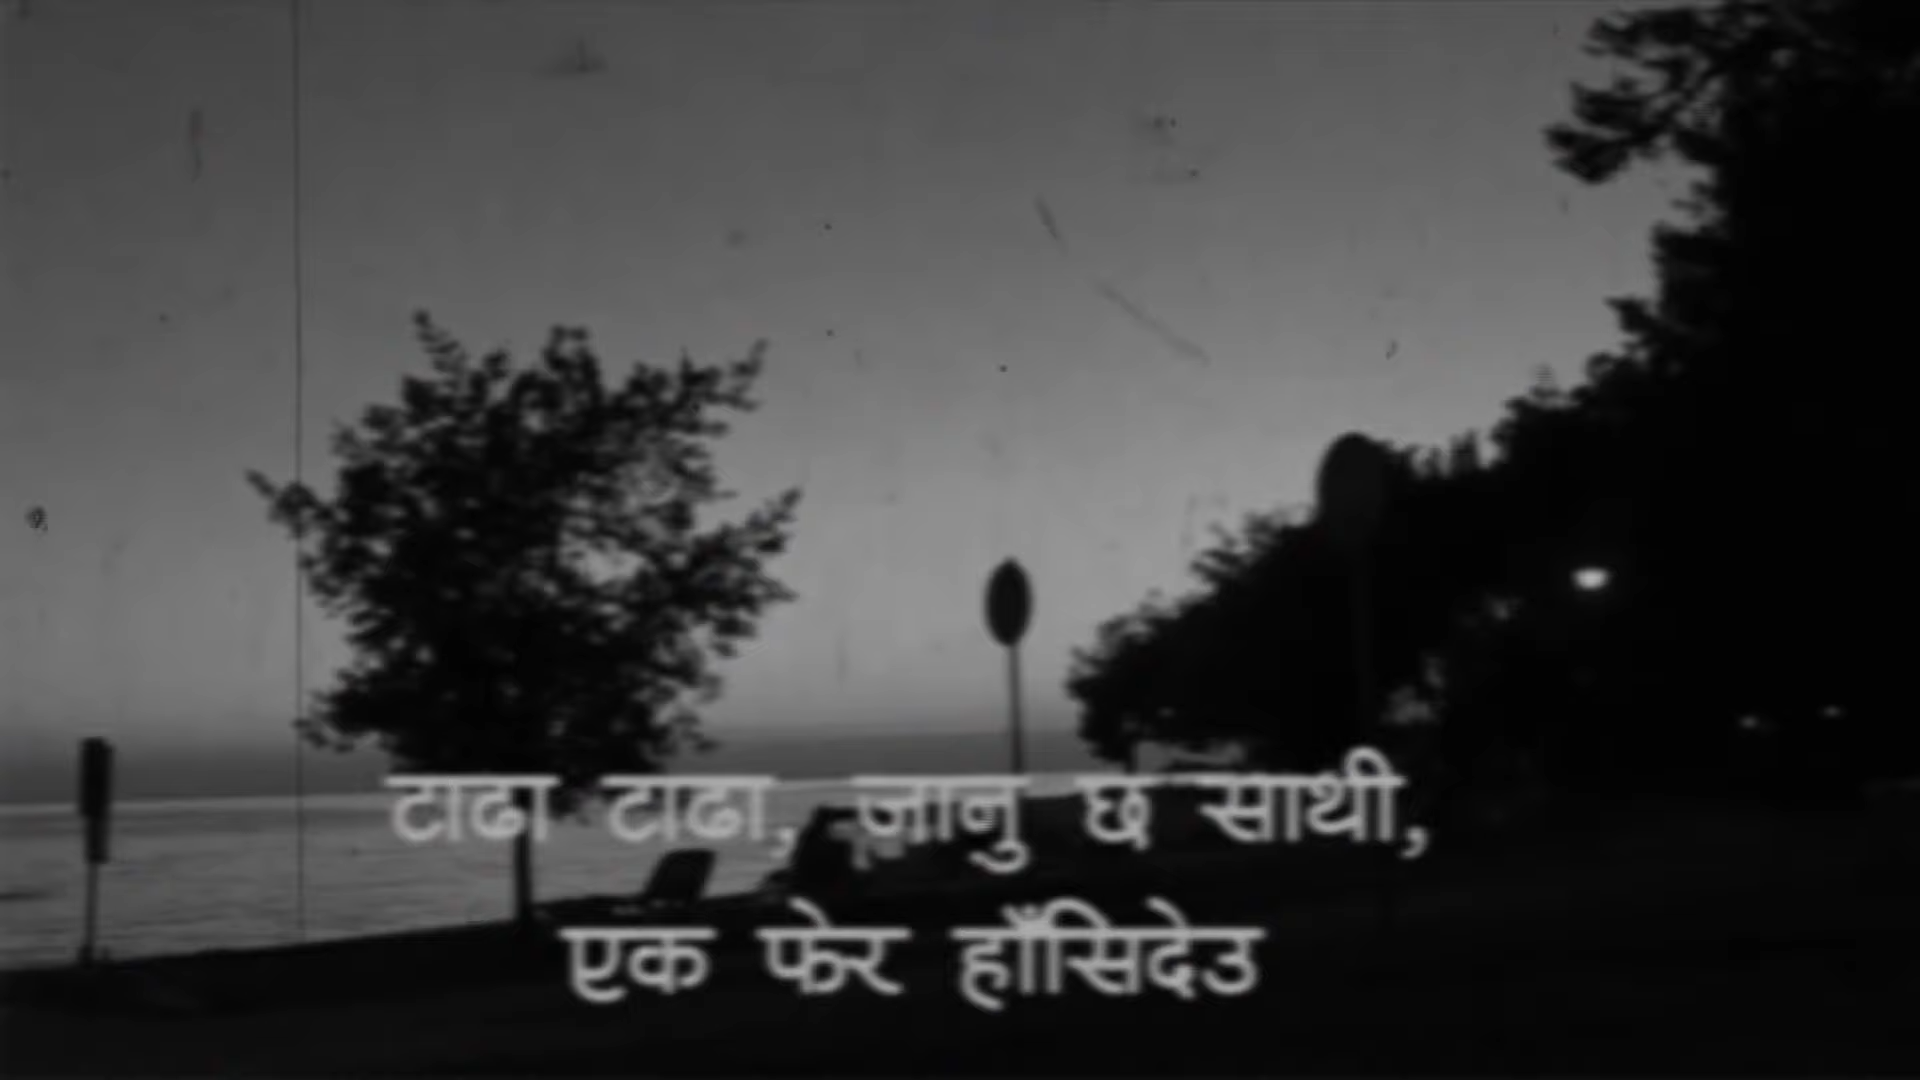 टाढा टाढा, जानु छ साथी,
एक फेर हाँसिदेउ